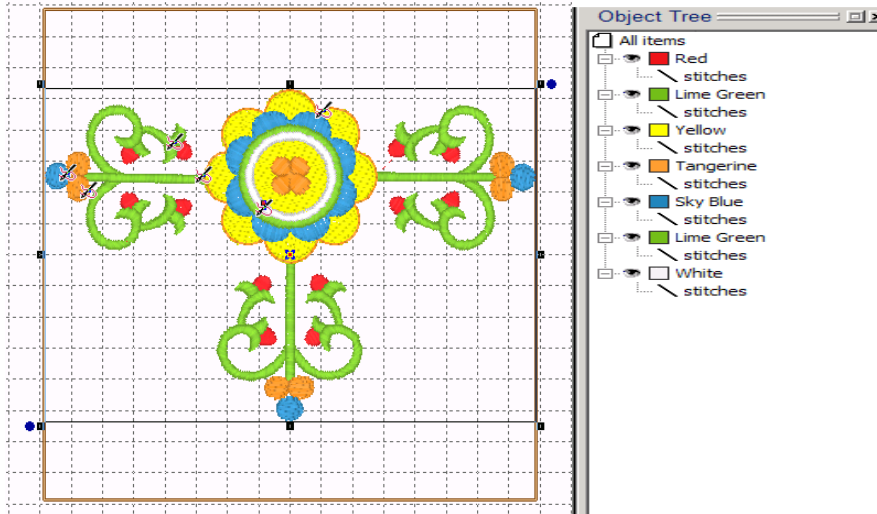 Object Tree
All items
Red
stitches
Lime Green
stitches
Yellow
stitches
Tangerine
stitches
Sky Blue
stitches
Lime Green
stitches
White
stitches